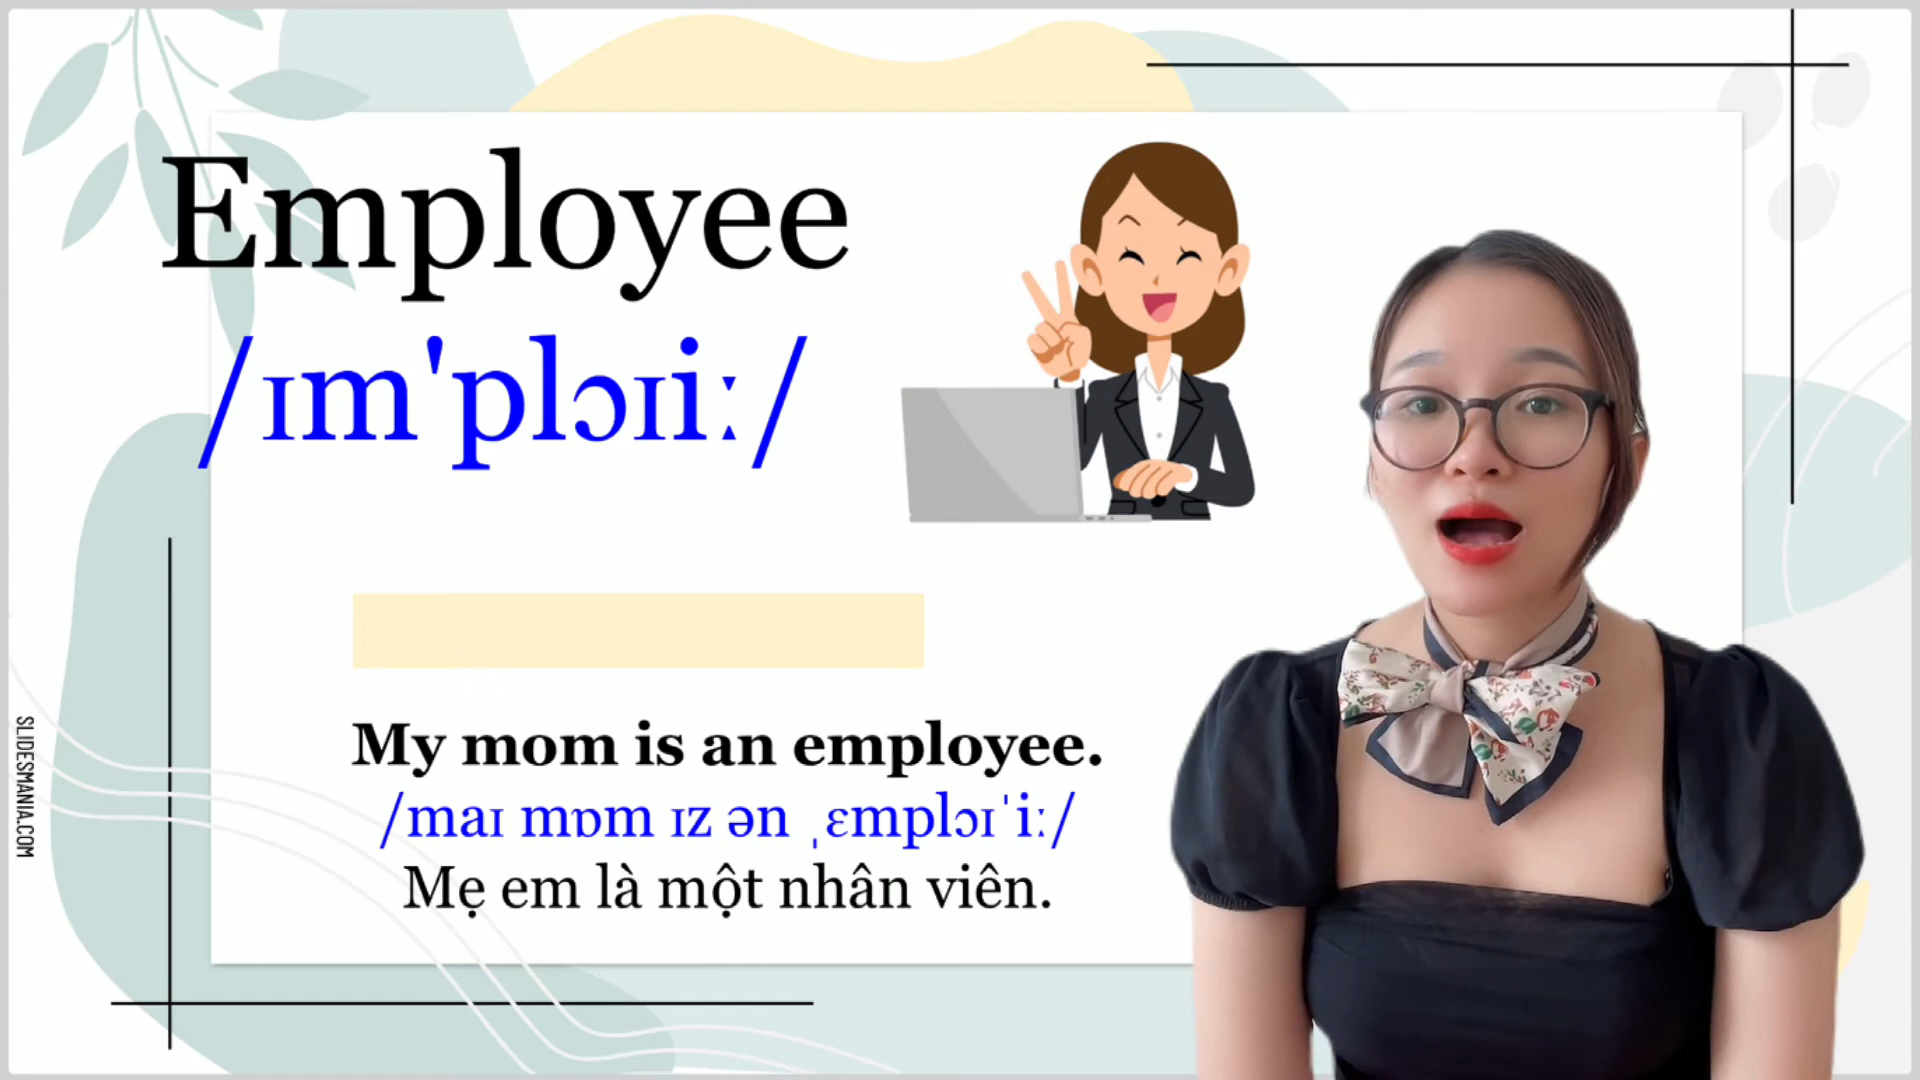 Employee
/ɪm'plɔɪiː/
My mom is an employee.
/maɪ mɒm ɪz ən ˌɛmplɔɪˈiː/
Mẹ em là một nhân viên.
SLIDESMANIA.COM